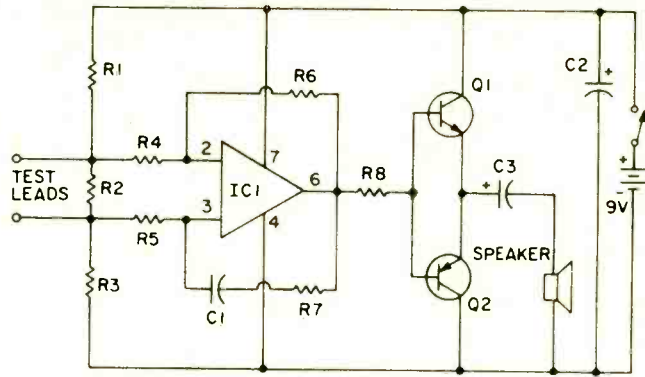 R1
R6
Q1
C2
+
R4
2
7
+
TEST
LEADS
R2
IC1
6
R8
C3
+
-
9V
3
4
R5
SPEAKER
R3
C1
R7
Q2